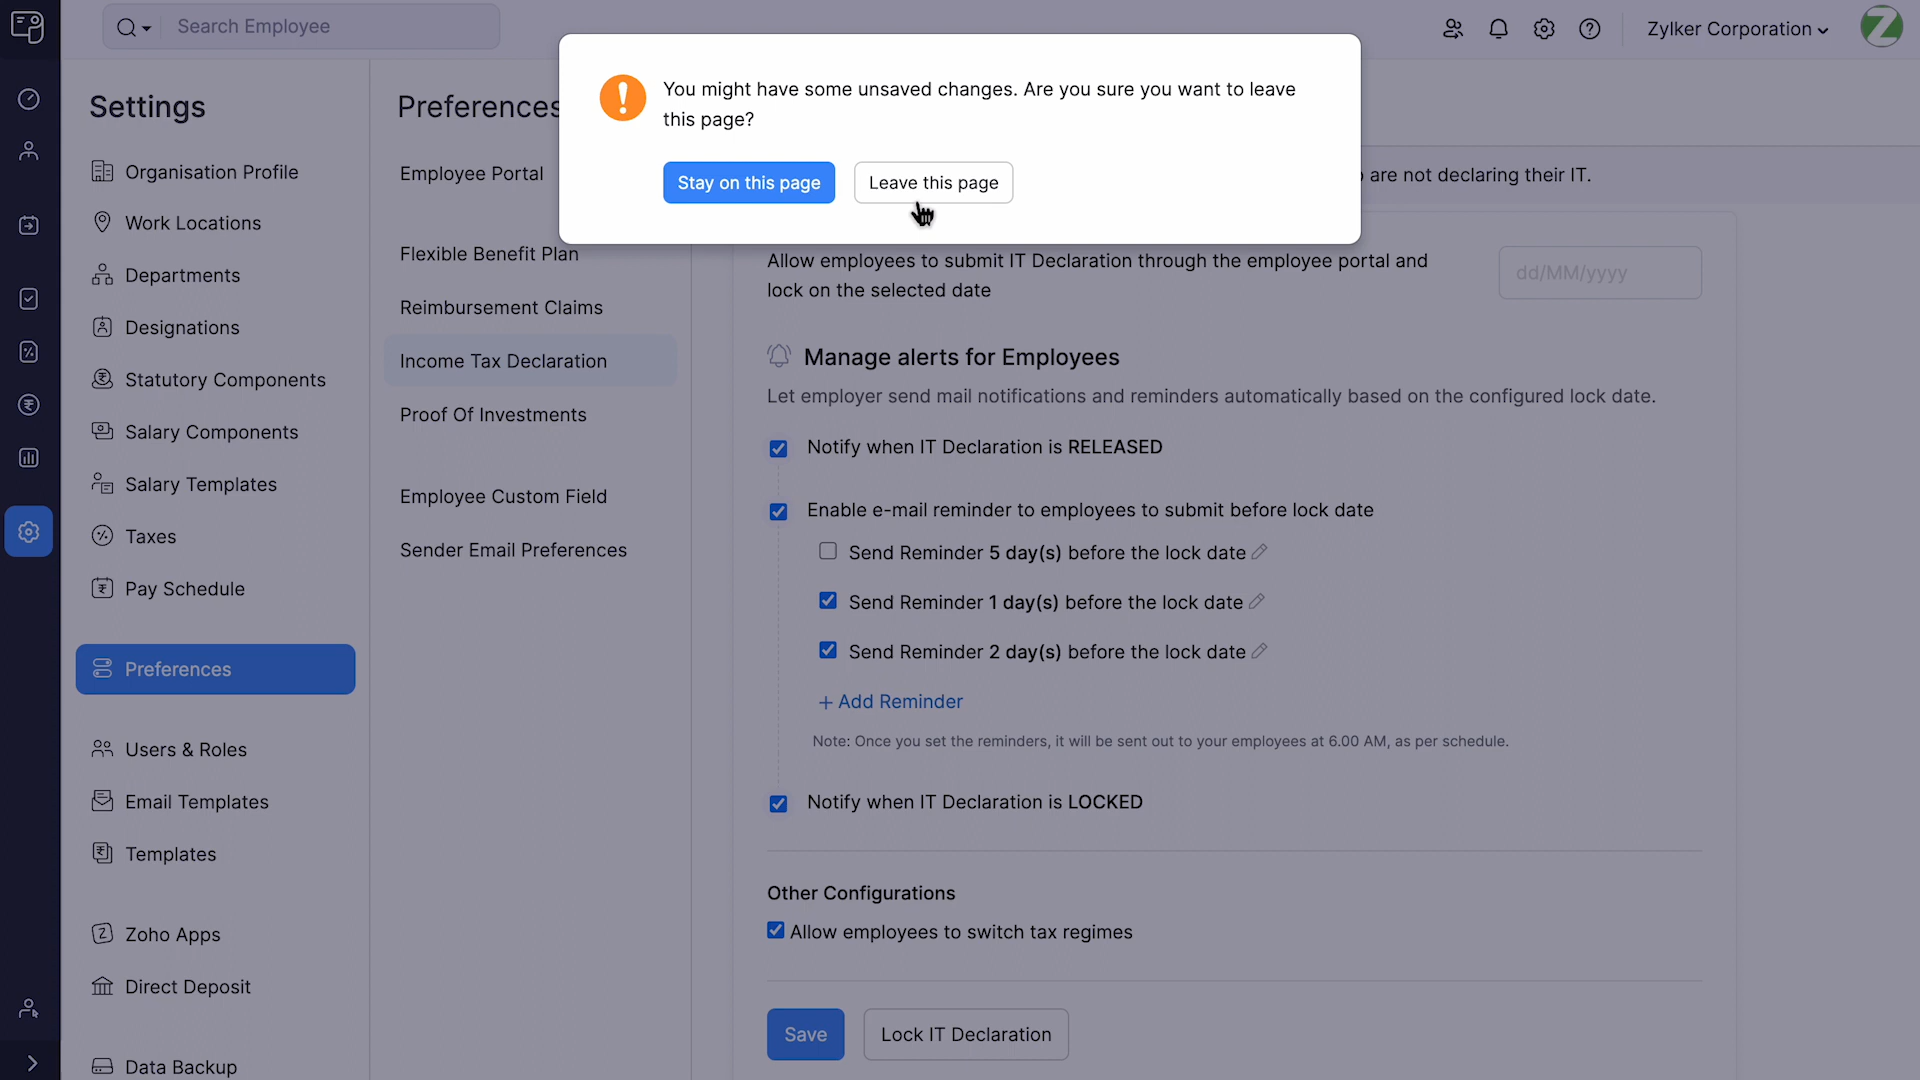 Search Employee
Zylker Corporation
Settings
Organisation Profile
Work Locations
Departments
Designations
Statutory Components
Salary Components
Salary Templates
Taxes
Pay Schedule
Preferences
Users & Roles
Email Templates
Templates
Zoho Apps
Direct Deposit
Data Backup
Preferences
Employee Portal
Flexible Benefit Plan
Reimbursement Claims
Income Tax Declaration
Proof Of Investments
Employee Custom Field
Sender Email Preferences
You might have some unsaved changes. Are you sure you want to leave
this page?
Stay on this page
Leave this page
are not declaring their IT.
Allow employees to submit IT Declaration through the employee portal and
lock on the selected date
dd/MM/yyyy
Manage alerts for Employees
Let employer send mail notifications and reminders automatically based on the configured lock date.
Notify when IT Declaration is RELEASED
Enable e-mail reminder to employees to submit before lock date
Send Reminder 5 day(s) before the lock date
Send Reminder 1 day(s) before the lock date
Send Reminder 2 day(s) before the lock date
+ Add Reminder
Note: Once you set the reminders, it will be sent out to your employees at 6.00 AM, as per schedule.
Notify when IT Declaration is LOCKED
Other Configurations
Allow employees to switch tax regimes
Save
Lock IT Declaration